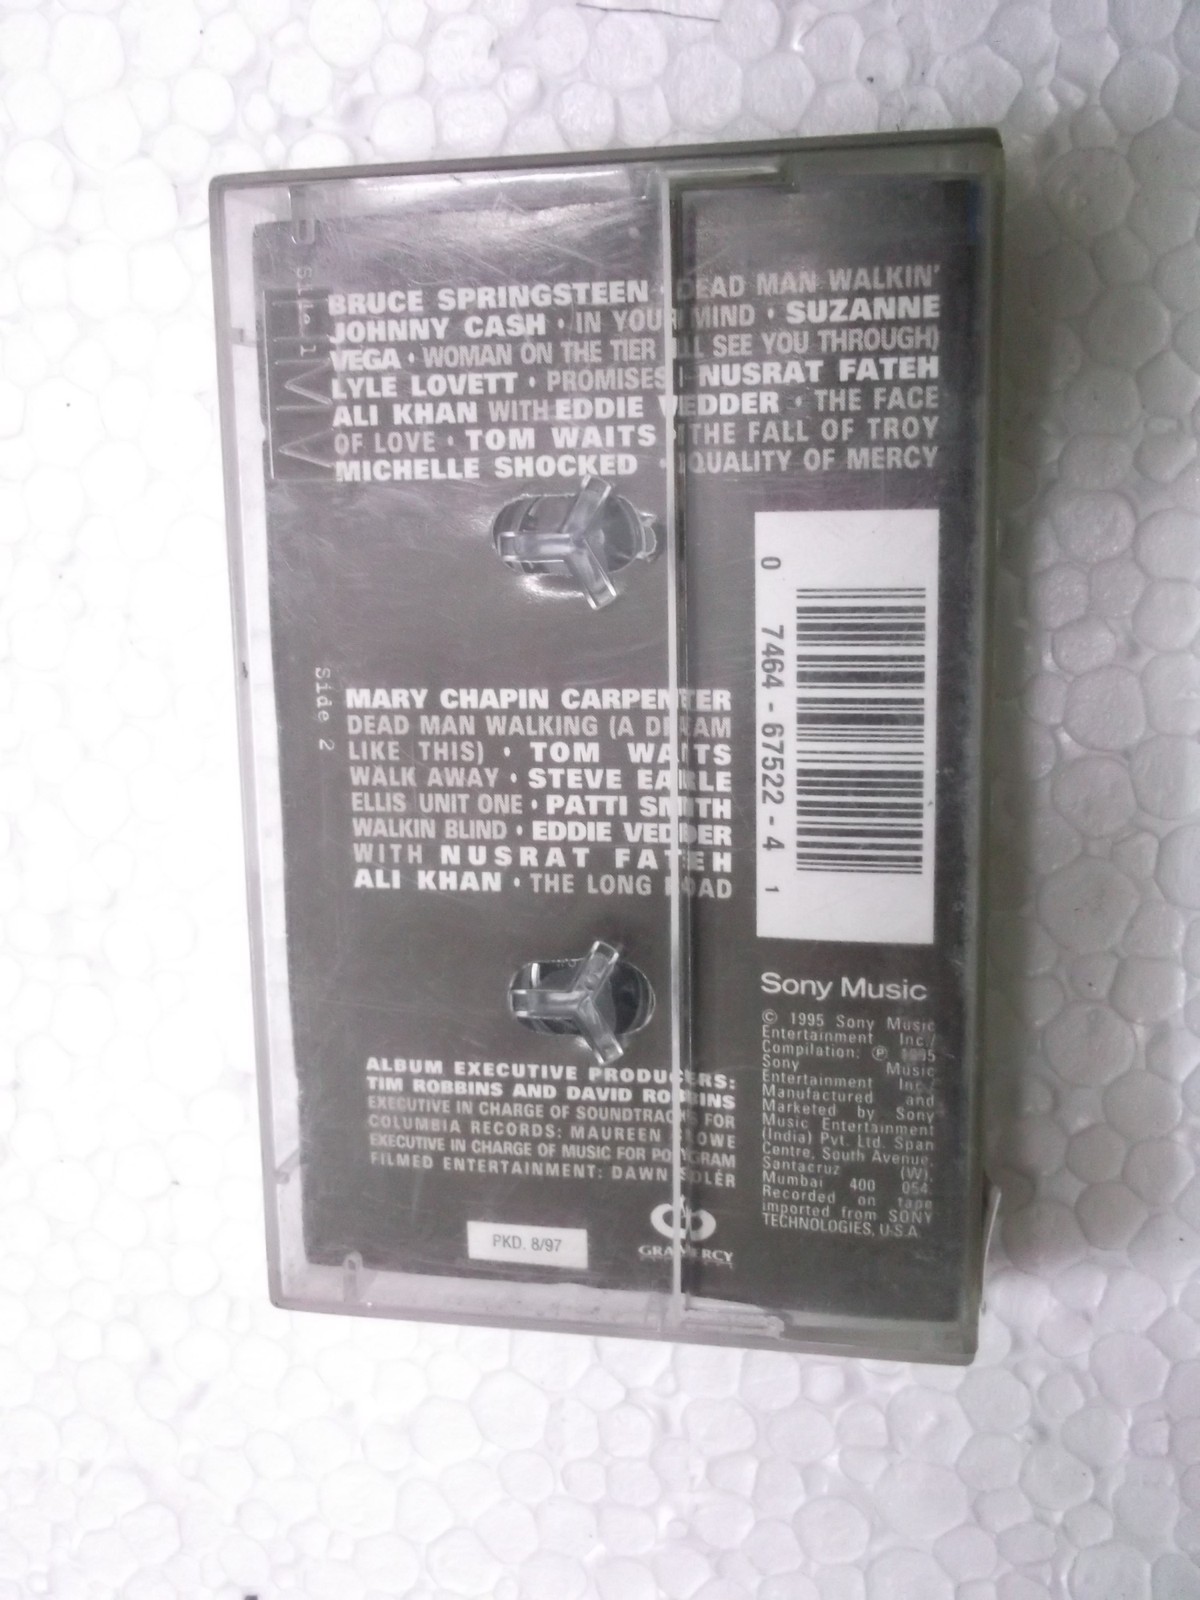 Side 1
BRUCE SPRINGSTEEN · DEAD MAN WALKIN'
JOHNNY CASH · IN YOUR MIND · SUZANNE
VEGA · WOMAN ON THE TIER (I'LL SEE YOU THROUGH)
LYLE LOVETT · PROMISES · NUSRAT FATEH
ALI KHAN WITH EDDIE VEDDER · THE FACE
OF LOVE · TOM WAITS · THE FALL OF TROY
MICHELLE SHOCKED · QUALITY OF MERCY
Side 2
MARY CHAPIN CARPENTER
DEAD MAN WALKING (A DREAM
LIKE THIS) · TOM WAITS
WALK AWAY · STEVE EARLE
ELLIS UNIT ONE · PATTI SMITH
WALKIN BLIND · EDDIE VEDDER
WITH NUSRAT FATEH
ALI KHAN · THE LONG ROAD
0 7464 - 67522 - 4 1
ALBUM EXECUTIVE PRODUCERS:
TIM ROBBINS AND DAVID ROBBINS
EXECUTIVE IN CHARGE OF SOUNDTRACKS FOR
COLUMBIA RECORDS: MAUREEN CROWE
EXECUTIVE IN CHARGE OF MUSIC FOR POLYGRAM
FILMED ENTERTAINMENT: DAWN SOLÉR
PKD. 8/97
GRAMERCY
Sony Music
© 1995 Sony Music
Entertainment Inc./
Compilation: ℗ 1995
Sony Music
Entertainment Inc./
Manufactured and
Marketed by Sony
Music Entertainment
(India) Pvt. Ltd. Span
Centre, South Avenue,
Santacruz (W),
Mumbai 400 054.
Recorded on tape
imported from SONY
TECHNOLOGIES, U.S.A.